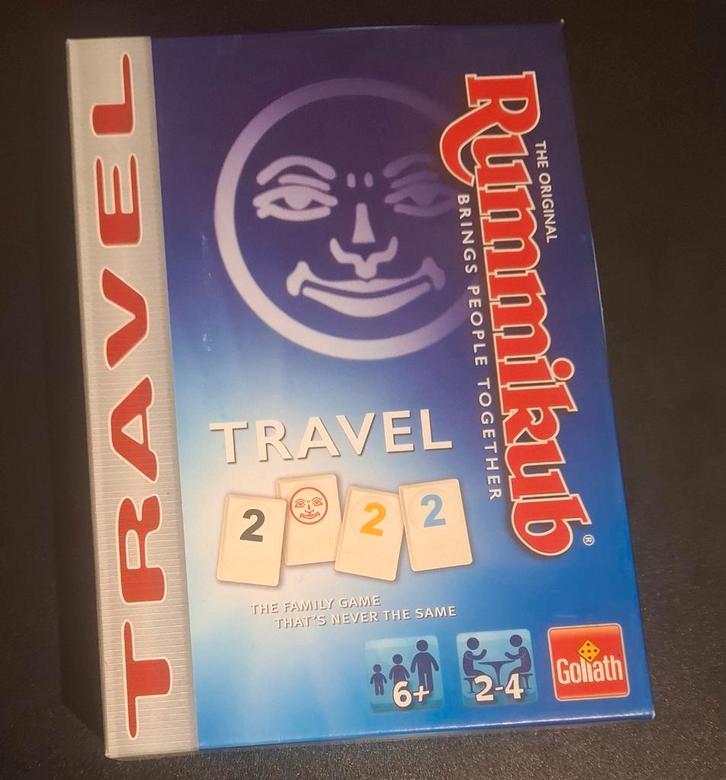 TRAVEL
THE ORIGINAL
Rummikub®
BRINGS PEOPLE TOGETHER
TRAVEL
2 2 2
THE FAMILY GAME
THAT'S NEVER THE SAME
6+
2-4
Goliath